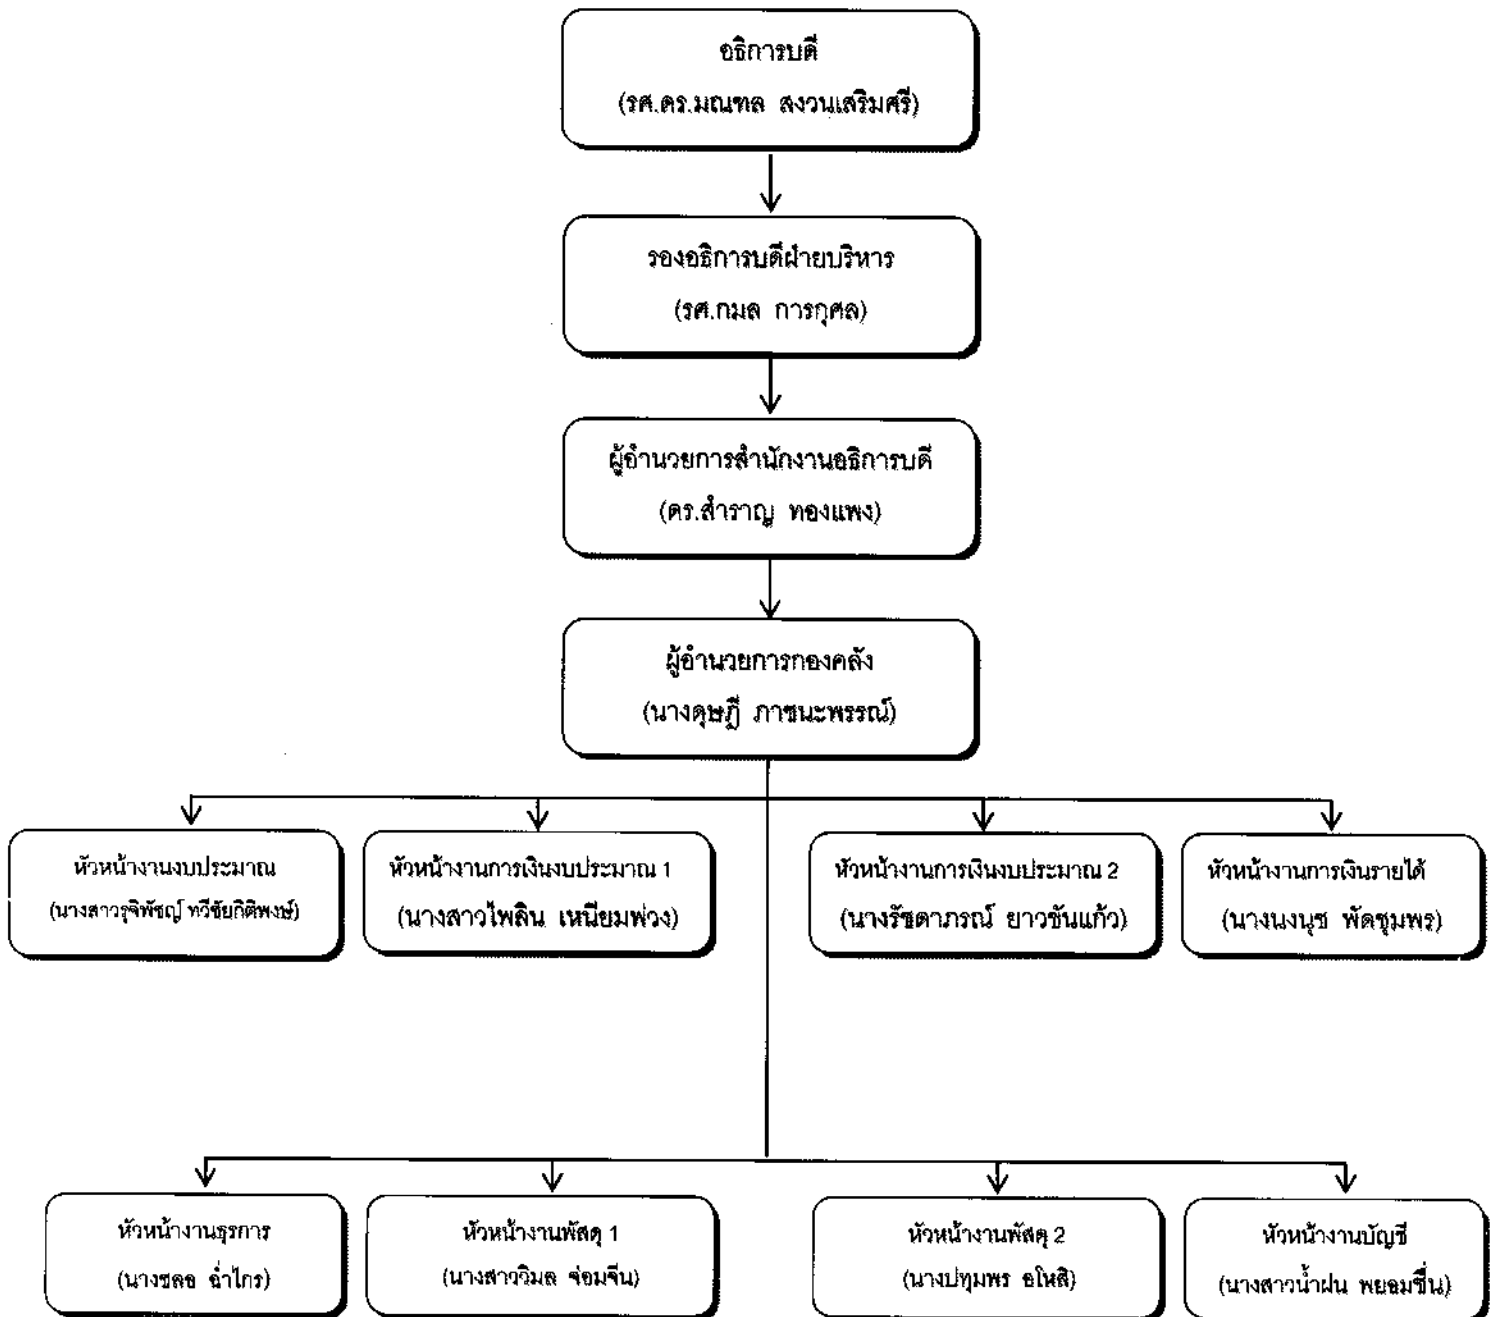 อธิการบดี
(รศ.ดร.มณฑล สงวนเสริมศรี)
รองอธิการบดีฝ่ายบริหาร
(รศ.กมล การกุศล)
ผู้อำนวยการสำนักงานอธิการบดี
(ดร.สำราญ ทองแพง)
ผู้อำนวยการกองคลัง
(นางดุษฎี ภาชนะพรรณ์)
หัวหน้างานงบประมาณ
(นางสาวรุจิพัชญ์ ทวีชัยกิติพงษ์)
หัวหน้างานการเงินงบประมาณ 1
(นางสาวไพลิน เหนียมพ่วง)
หัวหน้างานการเงินงบประมาณ 2
(นางรัชดาภรณ์ ยาวขันแก้ว)
หัวหน้างานการเงินรายได้
(นางนงนุช พัดชุมพร)
หัวหน้างานธุรการ
(นางชลอ ฉ่ำไกร)
หัวหน้างานพัสดุ 1
(นางสาววิมล จ่อมจีน)
หัวหน้างานพัสดุ 2
(นางปทุมพร อโหสิ)
หัวหน้างานบัญชี
(นางสาวน้ำฝน พยอมชื่น)